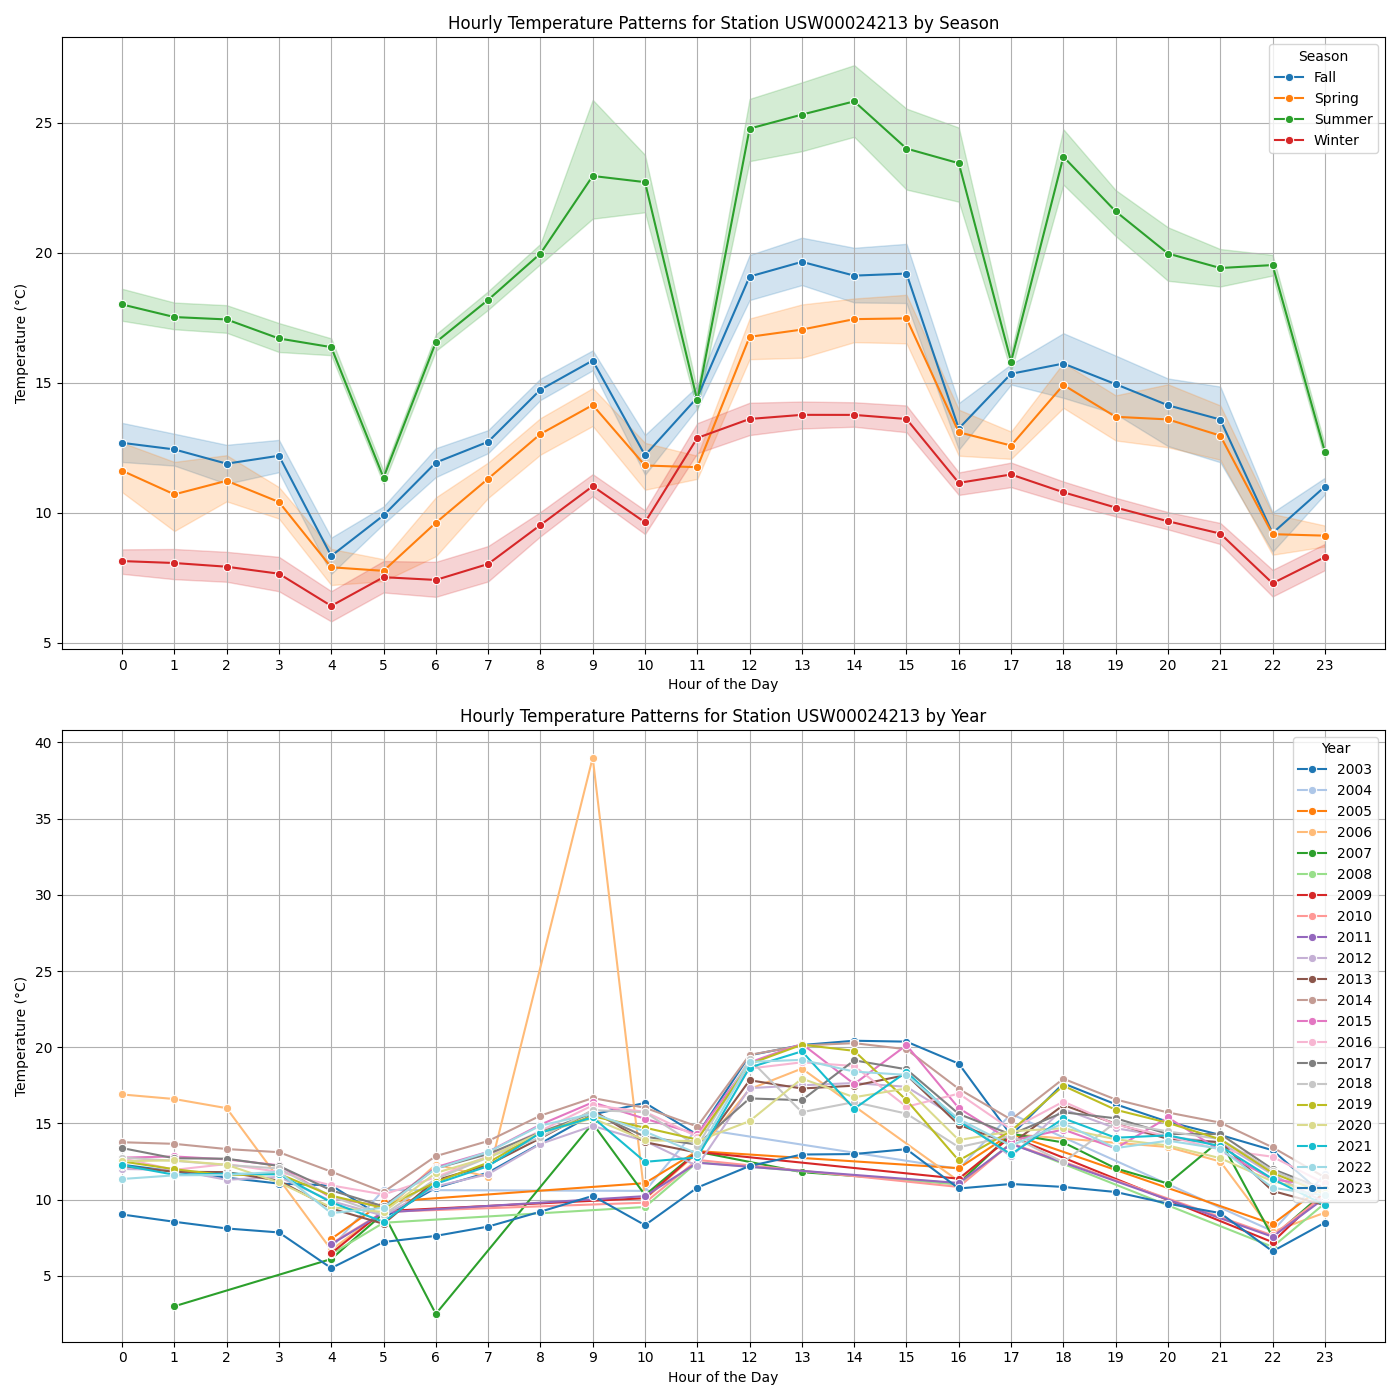 Hourly Temperature Patterns for Station USW00024213 by Season
Season
Fall
Spring
Summer
Winter
Temperature (°C)
25
20
15
10
5
0 1 2 3 4 5 6 7 8 9 10 11 12 13 14 15 16 17 18 19 20 21 22 23
Hour of the Day
Hourly Temperature Patterns for Station USW00024213 by Year
Year
2003
2004
2005
2006
2007
2008
2009
2010
2011
2012
2013
2014
2015
2016
2017
2018
2019
2020
2021
2022
2023
Temperature (°C)
40
35
30
25
20
15
10
5
0 1 2 3 4 5 6 7 8 9 10 11 12 13 14 15 16 17 18 19 20 21 22 23
Hour of the Day